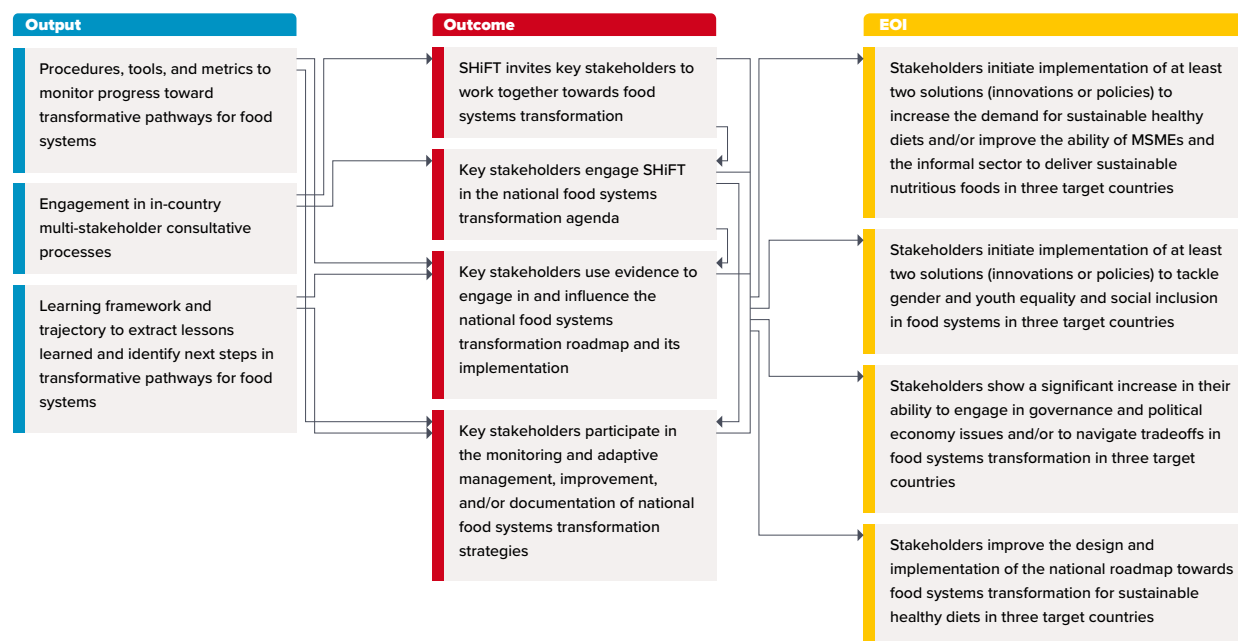 Output
Procedures, tools, and metrics to
monitor progress toward
transformative pathways for food
systems
Engagement in in-country
multi-stakeholder consultative
processes
Learning framework and
trajectory to extract lessons
learned and identify next steps in
transformative pathways for food
systems
Outcome
SHiFT invites key stakeholders to
work together towards food
systems transformation
Key stakeholders engage SHiFT
in the national food systems
transformation agenda
Key stakeholders use evidence to
engage in and influence the
national food systems
transformation roadmap and its
implementation
Key stakeholders participate in
the monitoring and adaptive
management, improvement,
and/or documentation of national
food systems transformation
strategies
EOI
Stakeholders initiate implementation of at least
two solutions (innovations or policies) to
increase the demand for sustainable healthy
diets and/or improve the ability of MSMEs and
the informal sector to deliver sustainable
nutritious foods in three target countries
Stakeholders initiate implementation of at least
two solutions (innovations or policies) to tackle
gender and youth equality and social inclusion
in food systems in three target countries
Stakeholders show a significant increase in their
ability to engage in governance and political
economy issues and/or to navigate tradeoffs in
food systems transformation in three target
countries
Stakeholders improve the design and
implementation of the national roadmap towards
food systems transformation for sustainable
healthy diets in three target countries